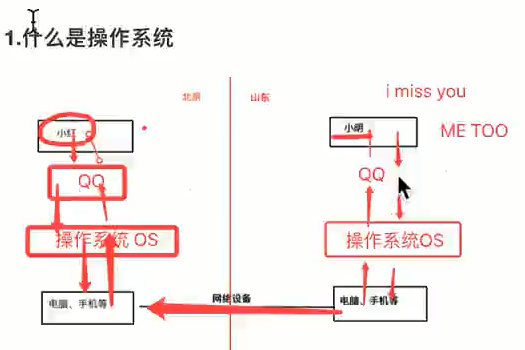 1.什么是操作系统
北京
山东
i miss you
小红
小明
ME TOO
QQ
QQ
操作系统 OS
操作系统OS
网络设备
电脑、手机等
电脑、手机等